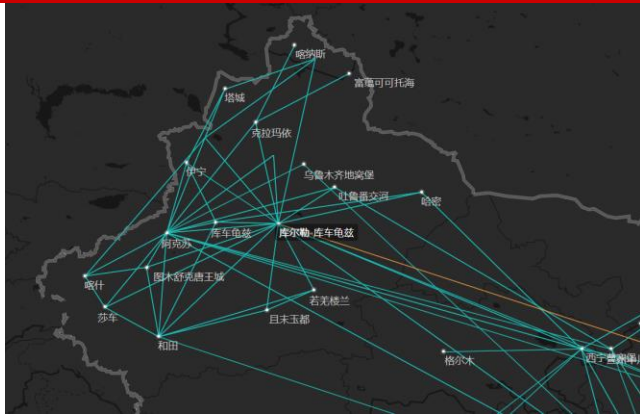 喀纳斯
富蕴可可托海
塔城
克拉玛依
伊宁
乌鲁木齐地窝堡
吐鲁番交河
哈密
库车龟兹
库尔勒-库车龟兹
阿克苏
图木舒克唐王城
喀什
若羌楼兰
莎车
且末玉都
和田
格尔木
西宁曹家堡